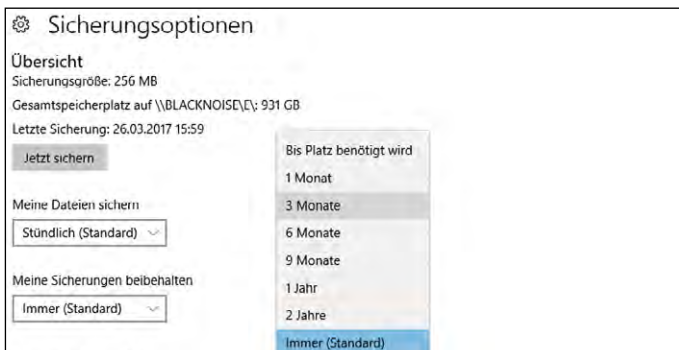 Sicherungsoptionen
Übersicht
Sicherungsgröße: 256 MB
Gesamtspeicherplatz auf \\BLACKNOISE\E\: 931 GB
Letzte Sicherung: 26.03.2017 15:59
Jetzt sichern
Meine Dateien sichern
Stündlich (Standard)
Meine Sicherungen beibehalten
Immer (Standard)
Bis Platz benötigt wird
1 Monat
3 Monate
6 Monate
9 Monate
1 Jahr
2 Jahre
Immer (Standard)